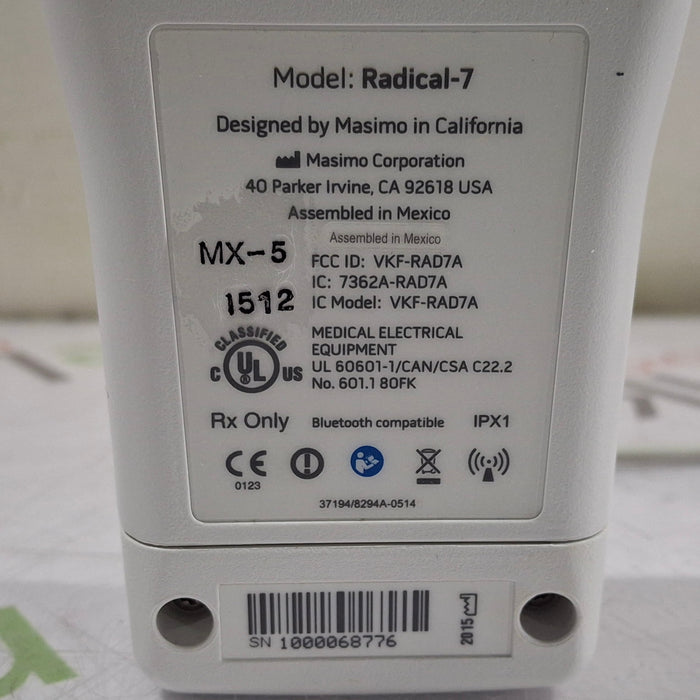 Model: Radical-7
Designed by Masimo in California
Masimo Corporation
40 Parker Irvine, CA 92618 USA
Assembled in Mexico
Assembled in Mexico
MX-5
1512
FCC ID: VKF-RAD7A
IC: 7362A-RAD7A
IC Model: VKF-RAD7A
CLASSIFIED
C UL US
®
MEDICAL ELECTRICAL
EQUIPMENT
UL 60601-1/CAN/CSA C22.2
No. 601.1 80FK
Rx Only Bluetooth compatible IPX1
CE
0123
37194/8294A-0514
SN 1000068776
2015